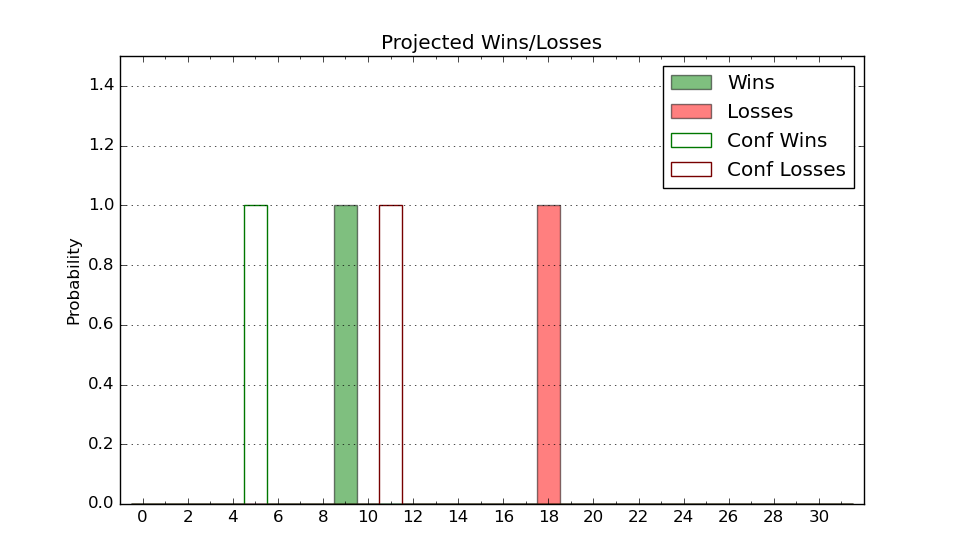 Projected Wins/Losses
Wins
Losses
Conf Wins
Conf Losses
Probability
1.4
1.2
1.0
0.8
0.6
0.4
0.2
0.0
0 2 4 6 8 10 12 14 16 18 20 22 24 26 28 30